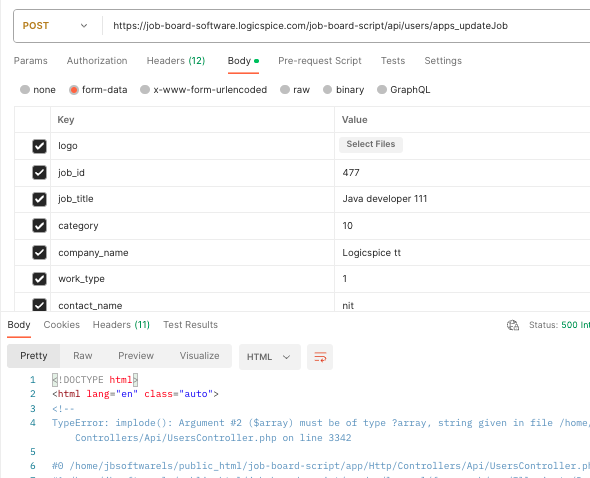 POST https://job-board-software.logicspice.com/job-board-script/api/users/apps_updateJob
Params Authorization Headers (12) Body Pre-request Script Tests Settings
none form-data x-www-form-urlencoded raw binary GraphQL
Key Value
logo Select Files
job_id 477
job_title Java developer 111
category 10
company_name Logicspice tt
work_type 1
contact_name nit
Body Cookies Headers (11) Test Results Status: 500 Int
Pretty Raw Preview Visualize HTML
1 <!DOCTYPE html>
2 <html lang="en" class="auto">
3 <!--
4 TypeError: implode(): Argument #2 ($array) must be of type ?array, string given in file /home/
Controllers/Api/UsersController.php on line 3342
5
6 #0 /home/jbsoftwarels/public_html/job-board-script/app/Http/Controllers/Api/UsersController.ph